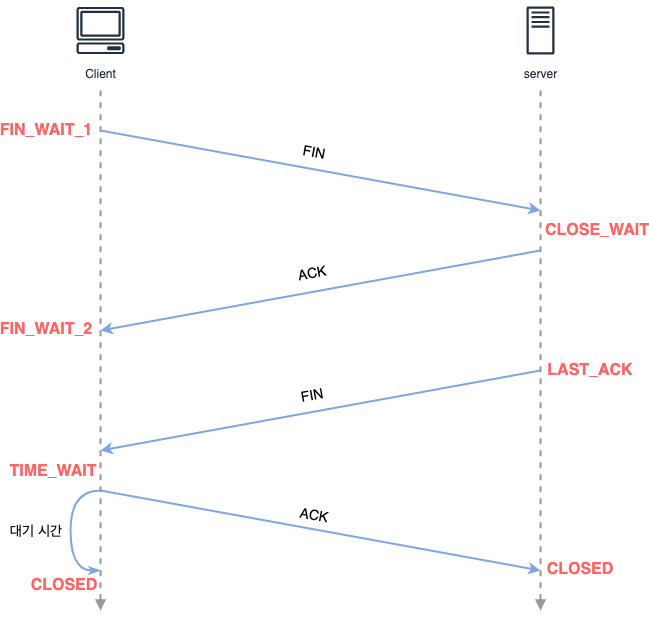 Client
server
FIN_WAIT_1
FIN
CLOSE_WAIT
ACK
FIN_WAIT_2
LAST_ACK
FIN
TIME_WAIT
ACK
대기 시간
CLOSED
CLOSED